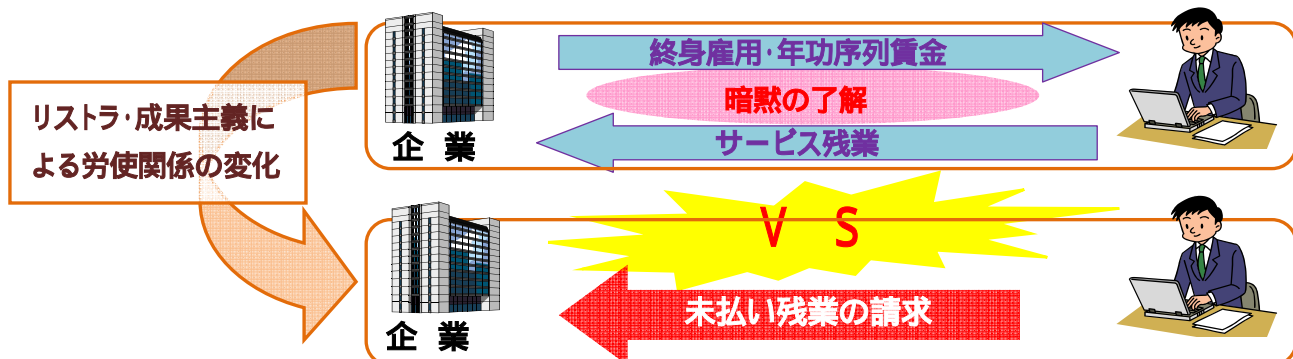 リストラ・成果主義に
よる労使関係の変化
終身雇用・年功序列賃金
暗黙の了解
サービス残業
企 業
V S
未払い残業の請求
企 業